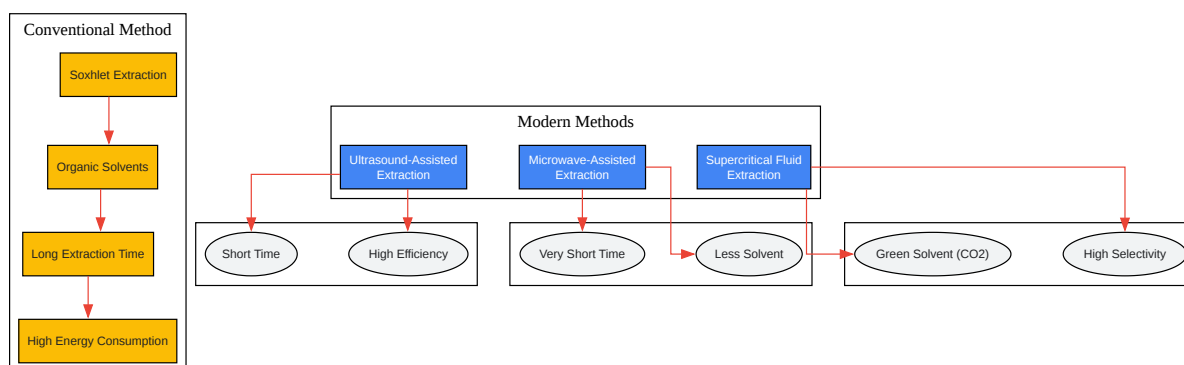 Conventional Method
Soxhlet Extraction
Organic Solvents
Long Extraction Time
High Energy Consumption
Modern Methods
Ultrasound-Assisted
Extraction
Microwave-Assisted
Extraction
Supercritical Fluid
Extraction
Short Time
High Efficiency
Very Short Time
Less Solvent
Green Solvent (CO2)
High Selectivity